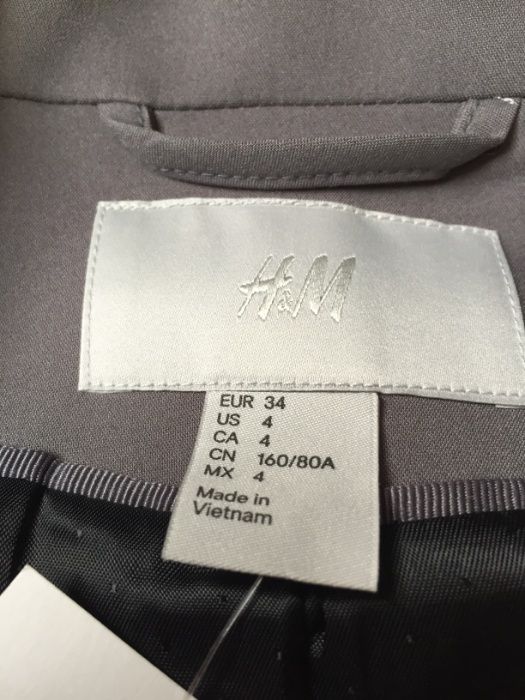 H&M
EUR 34
US 4
CA 4
CN 160/80A
MX 4
Made in
Vietnam